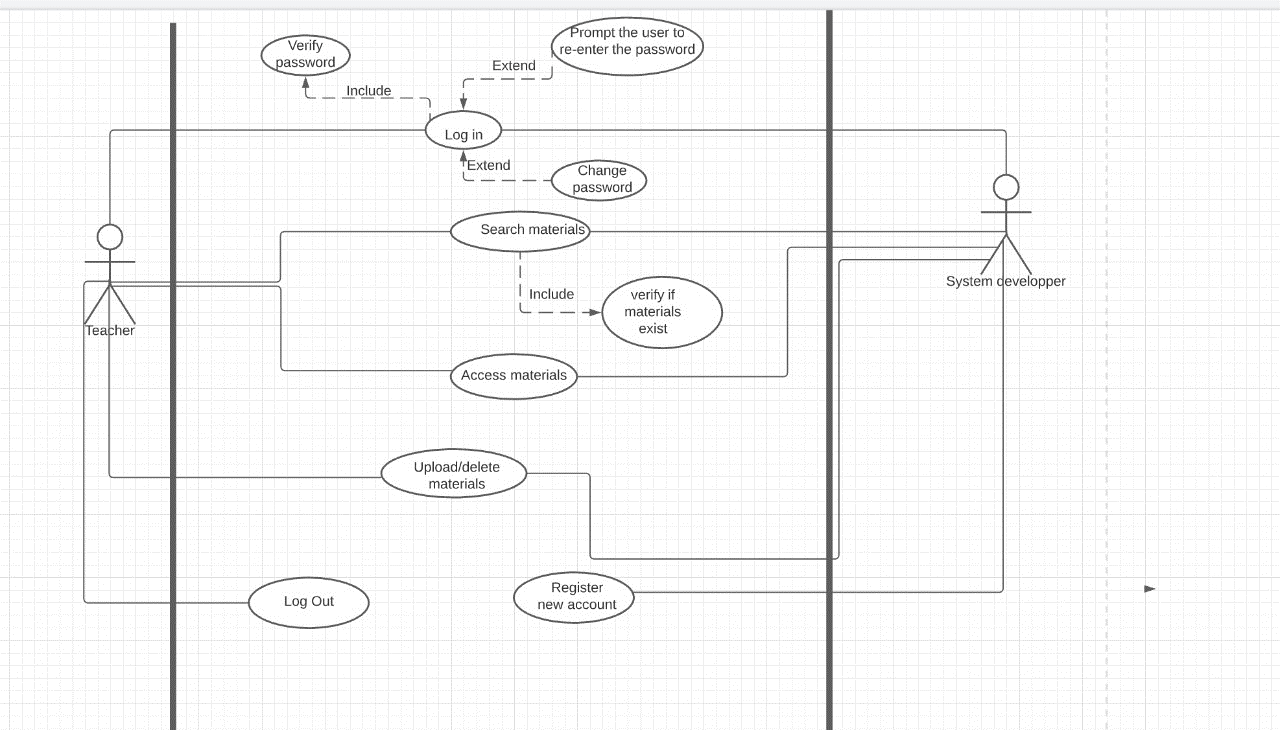 Verify
password
Prompt the user to
re-enter the password
Extend
Include
Log in
Extend
Change
password
Search materials
Include
verify if
materials
exist
System developper
Teacher
Access materials
Upload/delete
materials
Register
new account
Log Out